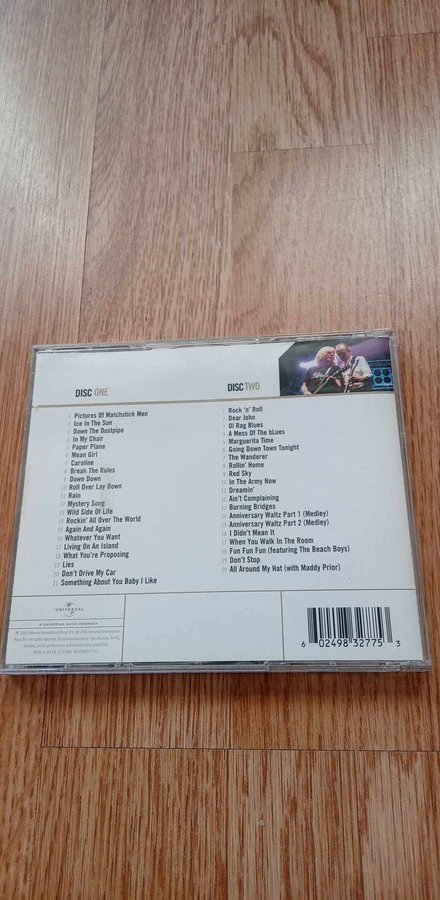 DISC ONE
1 Pictures Of Matchstick Men
2 Ice In The Sun
3 Down The Dustpipe
4 In My Chair
5 Paper Plane
6 Mean Girl
7 Caroline
8 Break The Rules
9 Down Down
10 Roll Over Lay Down
11 Rain
12 Mystery Song
13 Wild Side Of Life
14 Rockin' All Over The World
15 Again And Again
16 Whatever You Want
17 Living On An Island
18 What You're Proposing
19 Lies
20 Don't Drive My Car
21 Something About You Baby I Like
DISC TWO
1 Rock 'n' Roll
2 Dear John
3 Ol Rag Blues
4 A Mess Of The bLues
5 Marguerita Time
6 Going Down Town Tonight
7 The Wanderer
8 Rollin' Home
9 Red Sky
10 In The Army Now
11 Dreamin'
12 Ain't Complaining
13 Burning Bridges
14 Anniversary Waltz Part 1 (Medley)
15 Anniversary Waltz Part 2 (Medley)
16 I Didn't Mean It
17 When You Walk In The Room
18 Fun Fun Fun (featuring The Beach Boys)
19 Don't Stop
20 All Around My Hat (with Maddy Prior)
UNIVERSAL
A UNIVERSAL MUSIC COMPANY
6 02498 32775 3